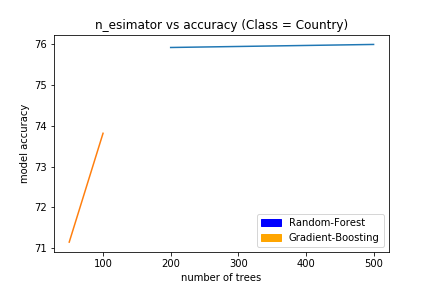 n_esimator vs accuracy (Class = Country)
76
75
74
73
72
71
model accuracy
100
200
300
400
500
number of trees
Random-Forest
Gradient-Boosting